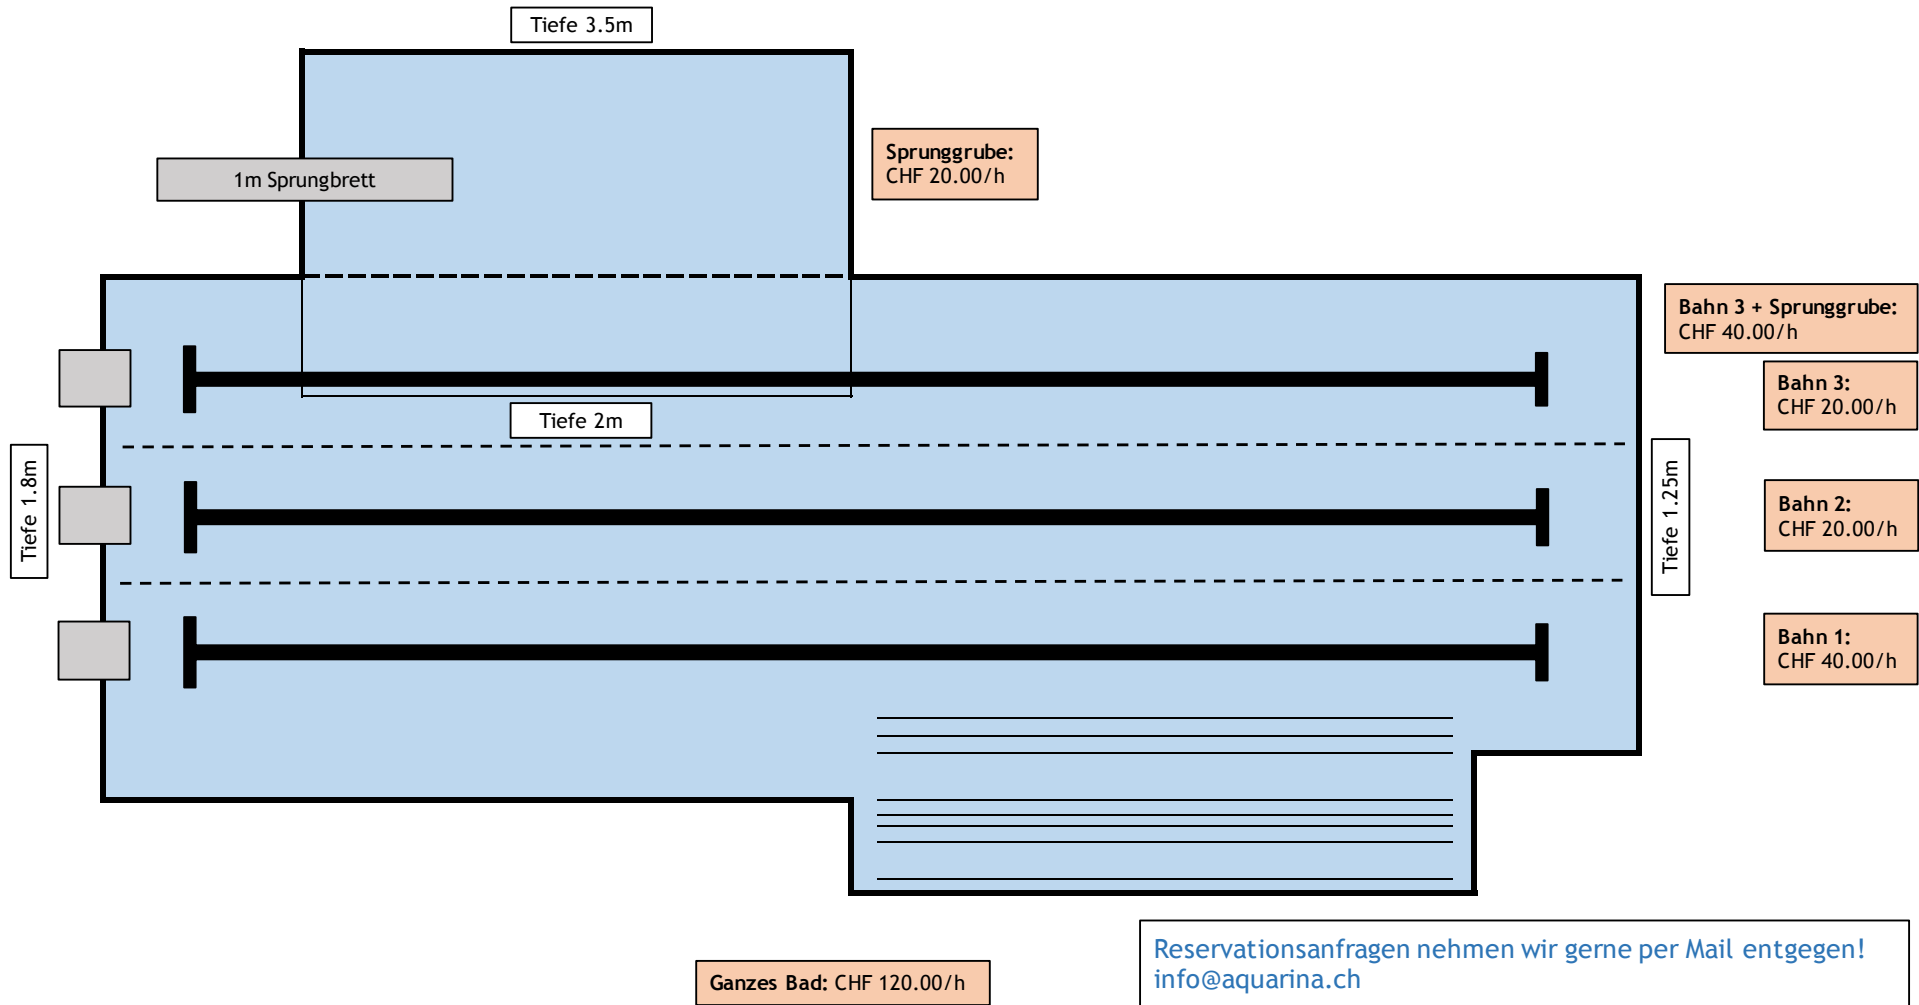 Tiefe 3.5m
1m Sprungbrett
Sprunggrube:
CHF 20.00/h
Bahn 3 + Sprunggrube:
CHF 40.00/h
Bahn 3:
CHF 20.00/h
Tiefe 2m
Tiefe 1.8m
Tiefe 1.25m
Bahn 2:
CHF 20.00/h
Bahn 1:
CHF 40.00/h
Ganzes Bad: CHF 120.00/h
Reservationsanfragen nehmen wir gerne per Mail entgegen!
info@aquarina.ch